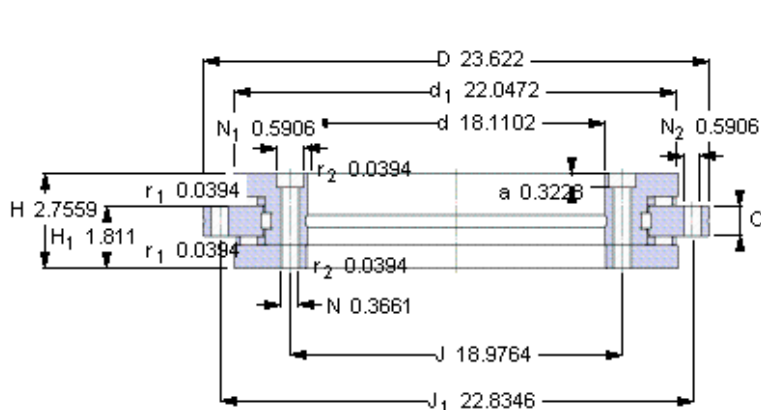 D 23.622
d1 22.0472
N1 0.5906
d 18.1102
N2 0.5906
r2 0.0394
r1 0.0394
a 0.3228
H 2.7559
H1 1.811
C
r1 0.0394
r2 0.0394
N 0.3661
J 18.9764
J1 22.8346